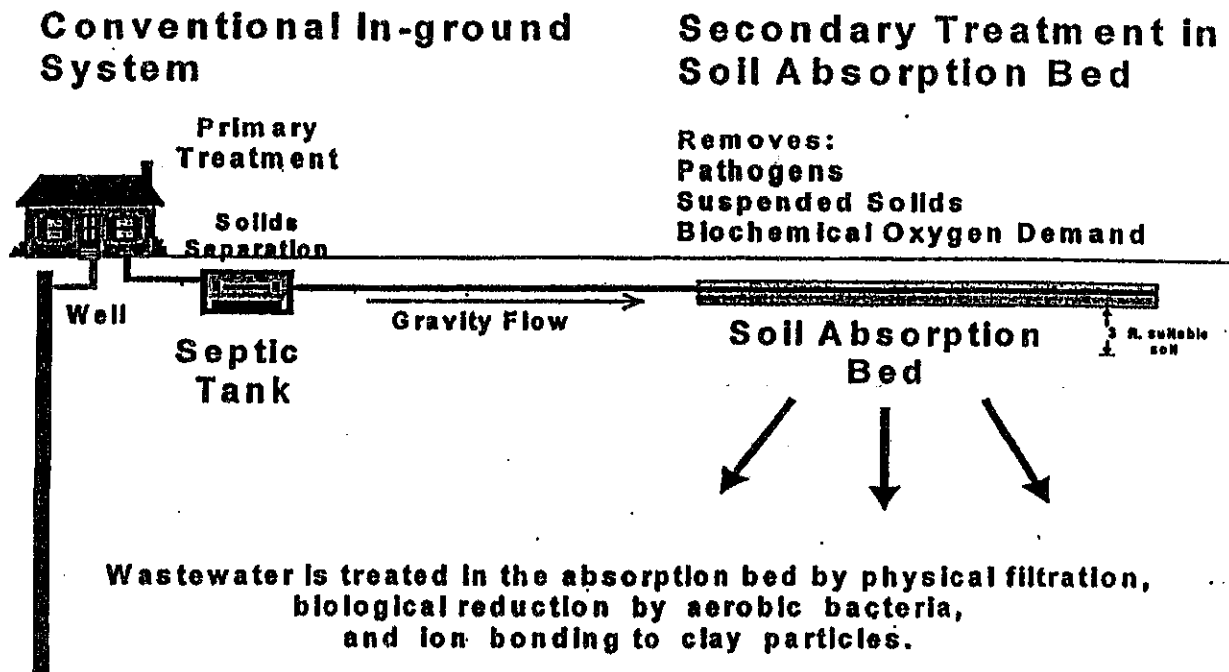 Conventional In-ground
System
Secondary Treatment in
Soil Absorption Bed
Primary
Treatment
Removes:
Pathogens
Suspended Solids
Biochemical Oxygen Demand
Solids
Separation
Well
Gravity Flow
Septic
Tank
Soil Absorption
Bed
3 ft. suitable
soil
Wastewater is treated in the absorption bed by physical filtration,
biological reduction by aerobic bacteria,
and ion bonding to clay particles.